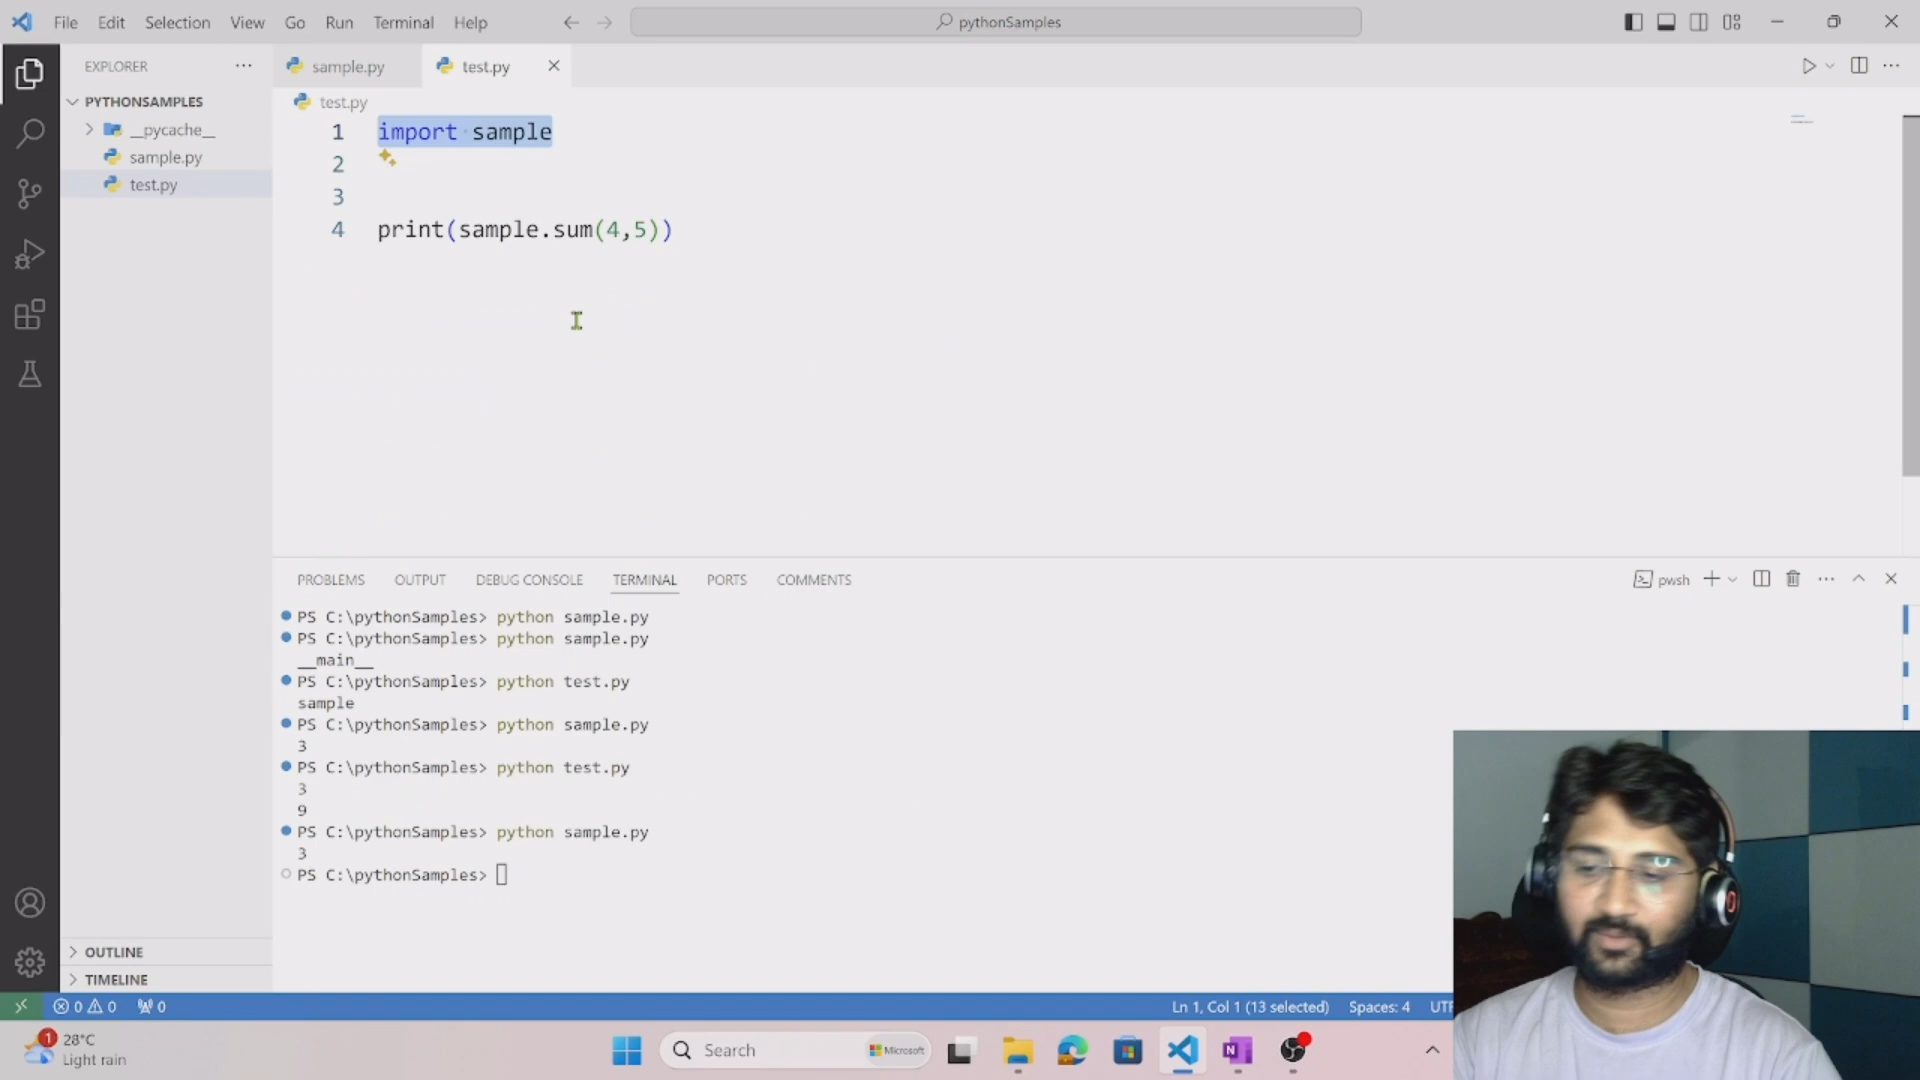 File Edit Selection View Go Run Terminal Help
pythonSamples
EXPLORER
PYTHONSAMPLES
__pycache__
sample.py
test.py
OUTLINE
TIMELINE
sample.py
test.py
test.py
1 import sample
2
3
4 print(sample.sum(4,5))
PROBLEMS OUTPUT DEBUG CONSOLE TERMINAL PORTS COMMENTS
pwsh
PS C:\pythonSamples> python sample.py
PS C:\pythonSamples> python sample.py
__main__
PS C:\pythonSamples> python test.py
sample
PS C:\pythonSamples> python sample.py
3
PS C:\pythonSamples> python test.py
3
9
PS C:\pythonSamples> python sample.py
3
PS C:\pythonSamples>
0 0 0
Ln 1, Col 1 (13 selected) Spaces: 4 UTF
1
28°C
Light rain
Search
Microsoft
N